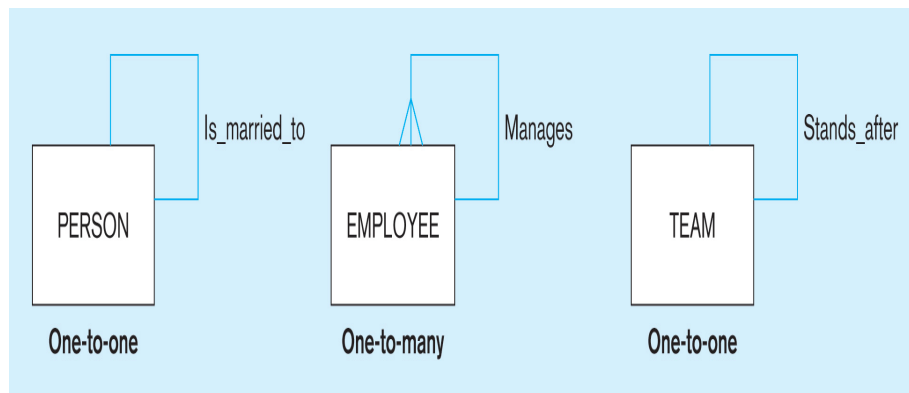 Is_married_to
PERSON
One-to-one
Manages
EMPLOYEE
One-to-many
Stands_after
TEAM
One-to-one